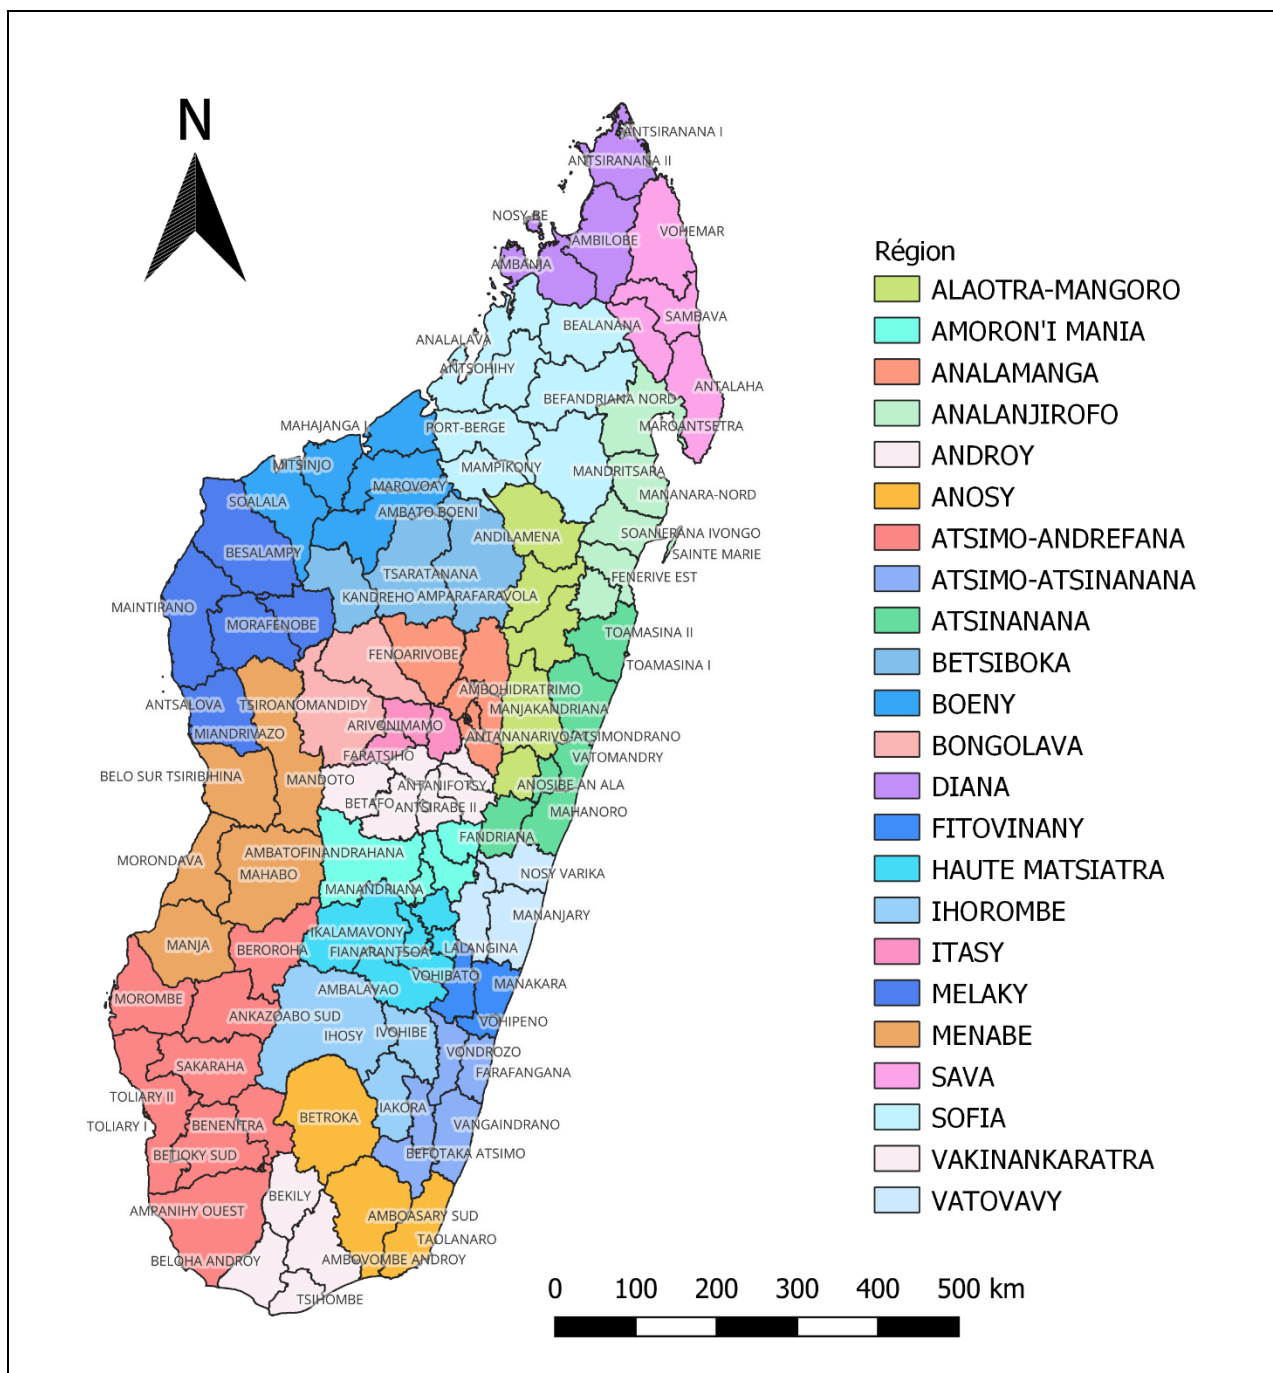 N
ANTSIRANANA I
ANTSIRANANA II
NOSY-BE
VOHEMAR
AMBILOBE
AMBANJA
SAMBAVA
BEALANANA
ANALALAVA
ANTSOHIHY
ANTALAHA
BEFANDRIANA NORD
MAHAJANGA I
PORT-BERGE
MAROANTSETRA
MITSINJO
MAMPIKONY
MANDRITSARA
MAROVOAY
MANANARA-NORD
SOALALA
AMBATO BOENI
ANDILAMENA
SOANIERANA IVONGO
BESALAMPY
SAINTE MARIE
TSARATANANA
FENERIVE EST
KANDREHO
AMPARAFARAVOLA
MAINTIRANO
MORAFENOBE
TOAMASINA II
FENOARIVOBE
TOAMASINA I
AMBOHIDRATRIMO
ANTSALOVA
TSIROANOMANDIDY
MANJAKANDRIANA
ARIVONIMAMO
MIANDRIVAZO
ANTANANARIVO-ATSIMONDRANO
FARATSIHO
VATOMANDRY
BELO SUR TSIRIBIHINA
MANDOTO
ANTANIFOTSY
ANOSIBE AN ALA
BETAFO
ANTSIRABE II
MAHANORO
FANDRIANA
AMBATOFINANDRAHANA
MORONDAVA
MAHABO
NOSY VARIKA
MANANDRIANA
MANANJARY
IKALAMAVONY
MANJA
BEROROHA
FIANARANTSOA
LALANGINA
VOHIBATO
MANAKARA
AMBALAVAO
MOROMBE
ANKAZOABO SUD
VOHIPENO
IHOSY
IVOHIBE
VONDROZO
SAKARAHA
FARAFANGANA
TOLIARY II
IAKORA
BETROKA
TOLIARY I
BENENITRA
VANGAINDRANO
BETIOKY SUD
BEFOTAKA ATSIMO
BEKILY
AMPANIHY OUEST
AMBOASARY SUD
TAOLANARO
BELOHA ANDROY
AMBOVOMBE ANDROY
TSIHOMBE
Région
ALAOTRA-MANGORO
AMORON'I MANIA
ANALAMANGA
ANALANJIROFO
ANDROY
ANOSY
ATSIMO-ANDREFANA
ATSIMO-ATSINANANA
ATSINANANA
BETSIBOKA
BOENY
BONGOLAVA
DIANA
FITOVINANY
HAUTE MATSIATRA
IHOROMBE
ITASY
MELAKY
MENABE
SAVA
SOFIA
VAKINANKARATRA
VATOVAVY
0 100 200 300 400 500 km